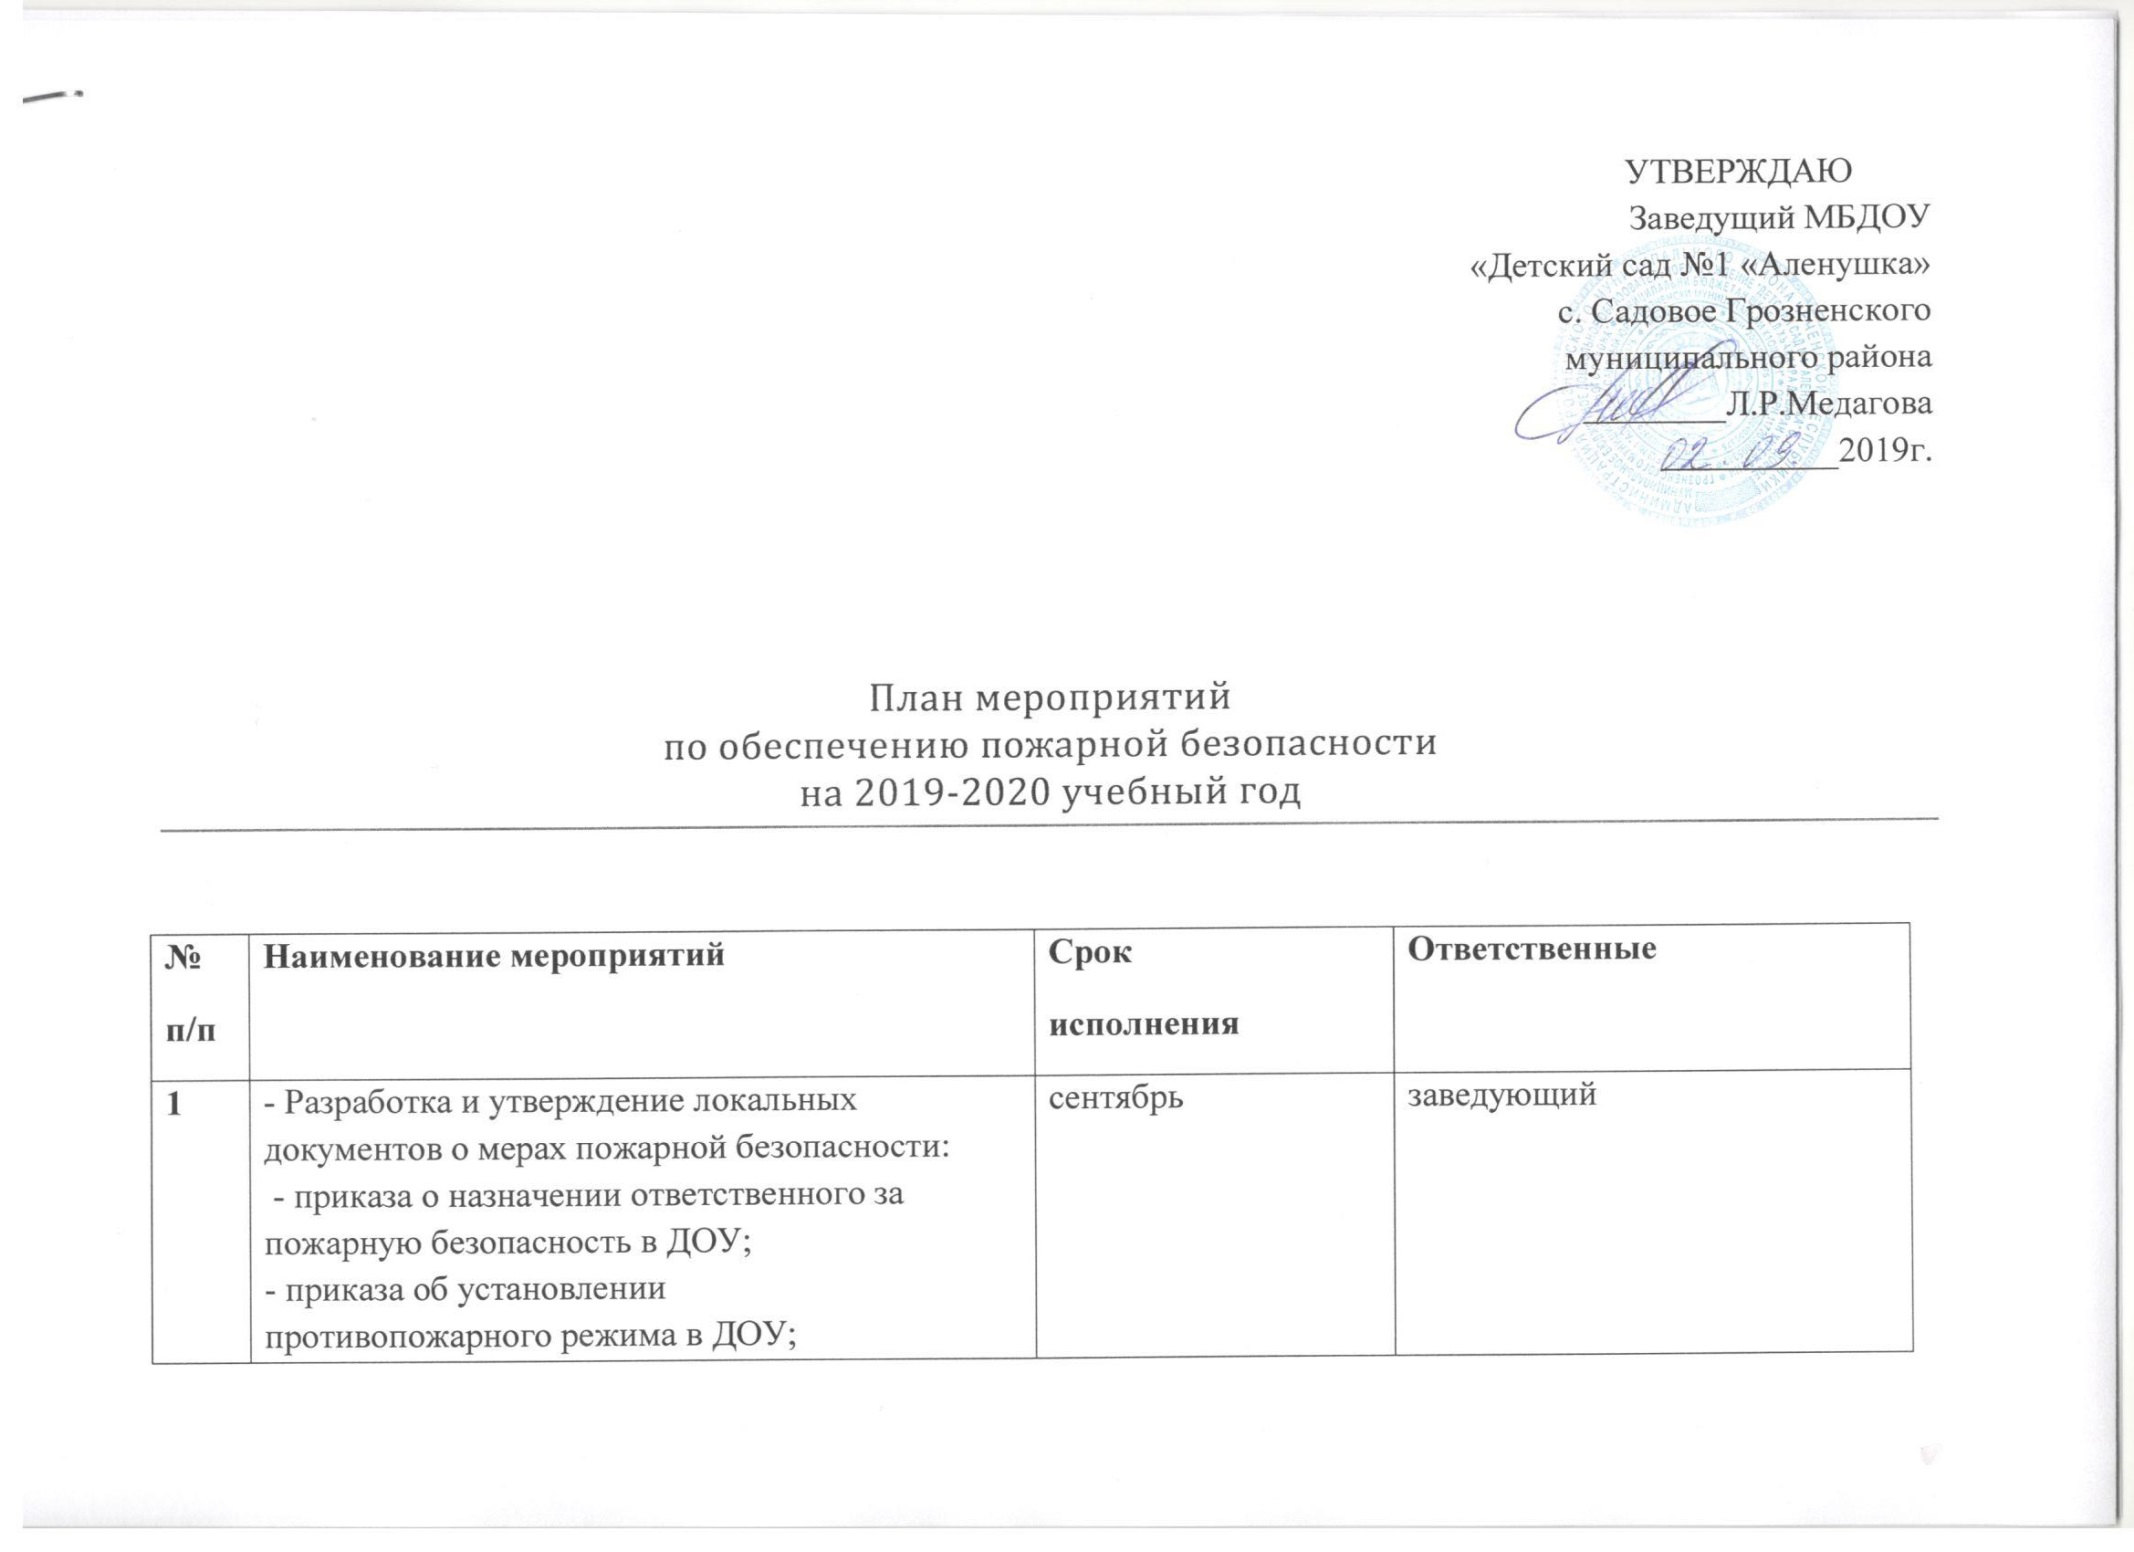 УТВЕРЖДАЮ
Заведущий МБДОУ
«Детский сад №1 «Аленушка»
с. Садовое Грозненского
муниципального района
________Л.Р.Медагова
02.09. 2019г.
План мероприятий
по обеспечению пожарной безопасности
на 2019-2020 учебный год
№ п/п
Наименование мероприятий
Срок
исполнения
Ответственные
1
- Разработка и утверждение локальных
документов о мерах пожарной безопасности:
- приказа о назначении ответственного за
пожарную безопасность в ДОУ;
- приказа об установлении
противопожарного режима в ДОУ;
сентябрь
заведующий